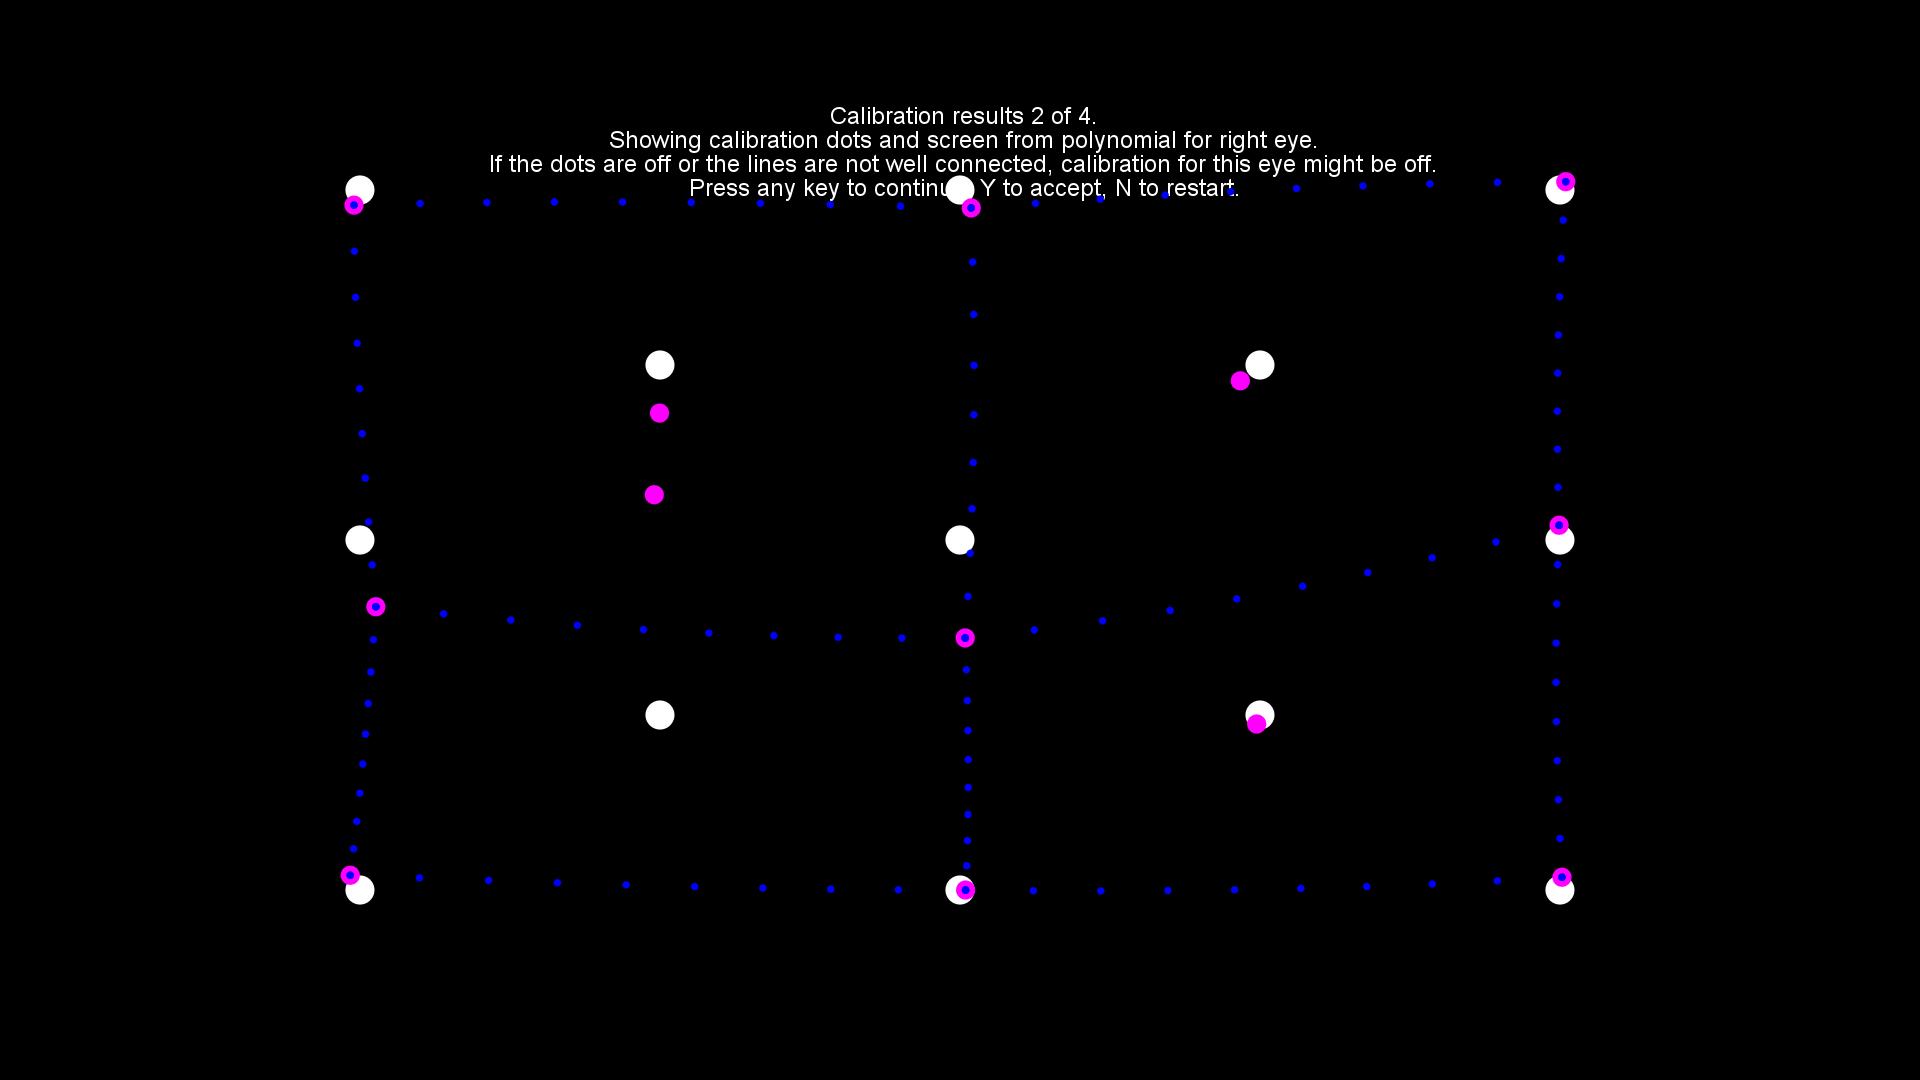 Calibration results 2 of 4.
Showing calibration dots and screen from polynomial for right eye.
If the dots are off or the lines are not well connected, calibration for this eye might be off.
Press any key to continue, Y to accept, N to restart.